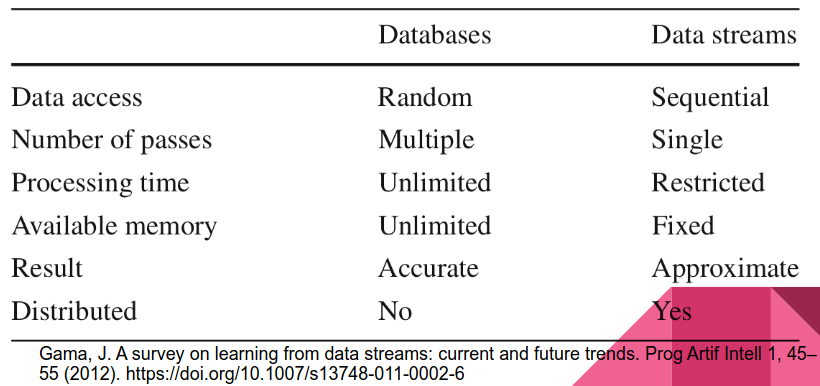 Databases Data streams
Data access Random Sequential
Number of passes Multiple Single
Processing time Unlimited Restricted
Available memory Unlimited Fixed
Result Accurate Approximate
Distributed No Yes
Gama, J. A survey on learning from data streams: current and future trends. Prog Artif Intell 1, 45–
55 (2012). https://doi.org/10.1007/s13748-011-0002-6